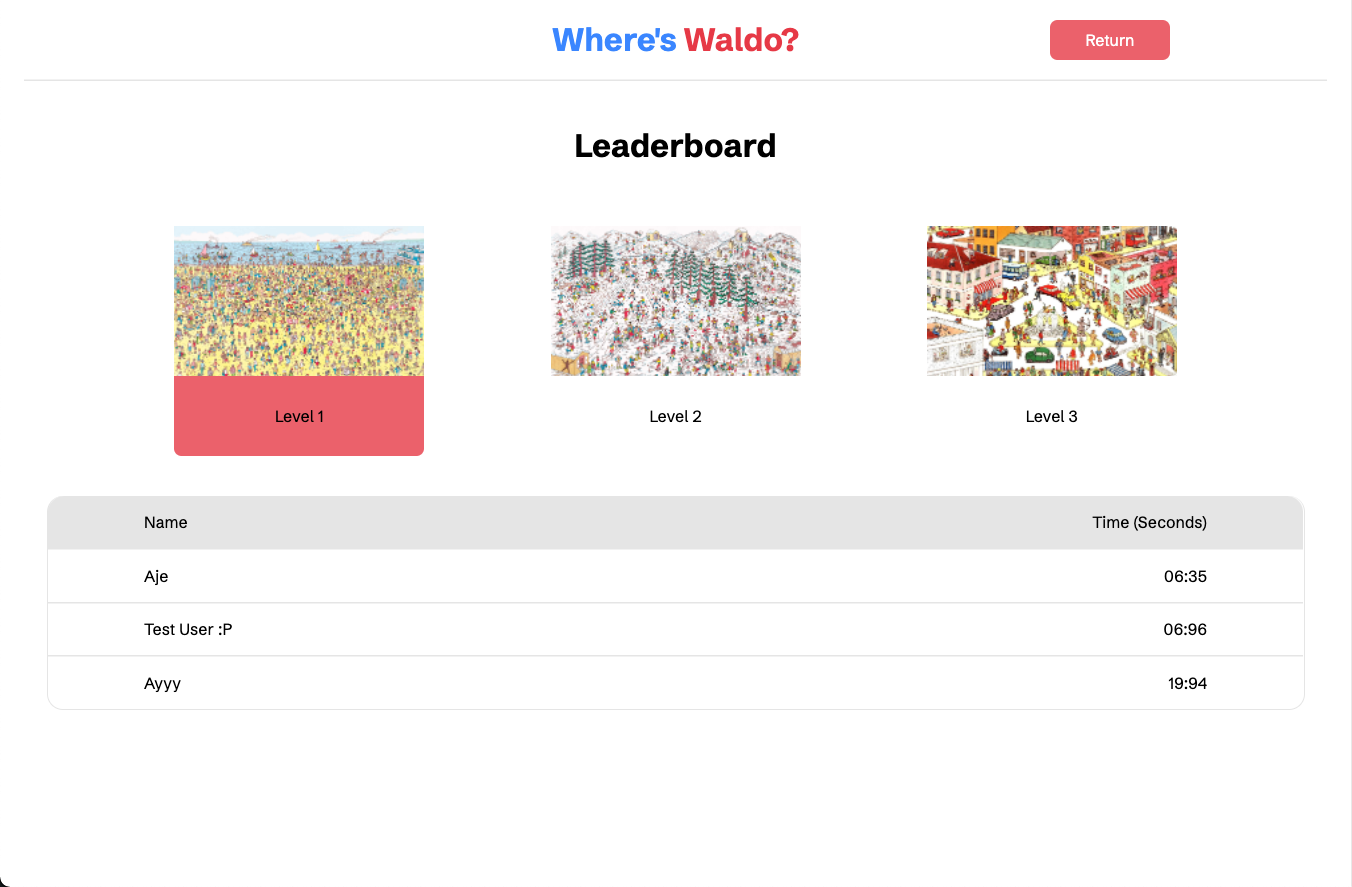 Where's Waldo?
Return
Leaderboard
Level 1
Level 2
Level 3
Name Time (Seconds)
Aje 06:35
Test User :P 06:96
Ayyy 19:94